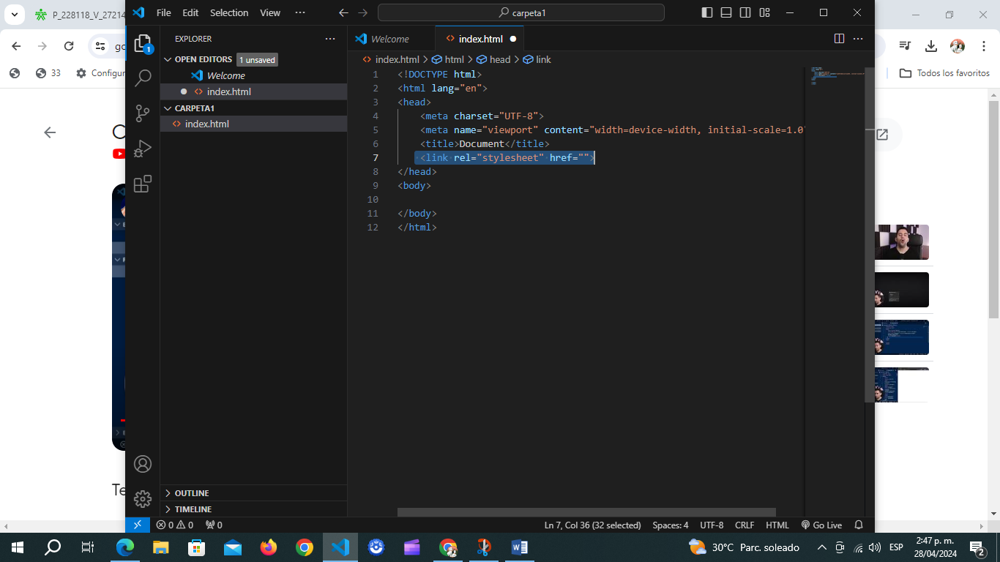 P_228118_V_27214
File Edit Selection View ···
carpeta1
EXPLORER
OPEN EDITORS 1 unsaved
Welcome
index.html
CARPETA1
index.html
OUTLINE
TIMELINE
1
Welcome
index.html
index.html > html > head > link
1 <!DOCTYPE html>
2 <html lang="en">
3 <head>
4 <meta charset="UTF-8">
5 <meta name="viewport" content="width=device-width, initial-scale=1.0"
6 <title>Document</title>
7 <link rel="stylesheet" href="">
8 </head>
9 <body>
10
11 </body>
12 </html>
0 0 0
Ln 7, Col 36 (32 selected) Spaces: 4 UTF-8 CRLF HTML Go Live
go
33
Configur
Todos los favoritos
Te
30°C Parc. soleado
ESP
2:47 p. m.
28/04/2024
2